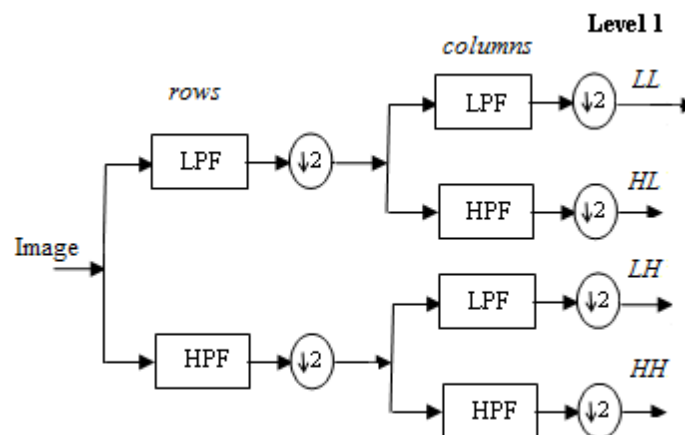 Level 1
columns
rows
LPF ↓2 LL
LPF ↓2
HPF ↓2 HL
Image
LPF ↓2 LH
HPF ↓2
HPF ↓2 HH